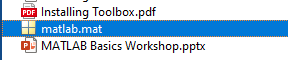 Installing Toolbox.pdf
matlab.mat
MATLAB Basics Workshop.pptx